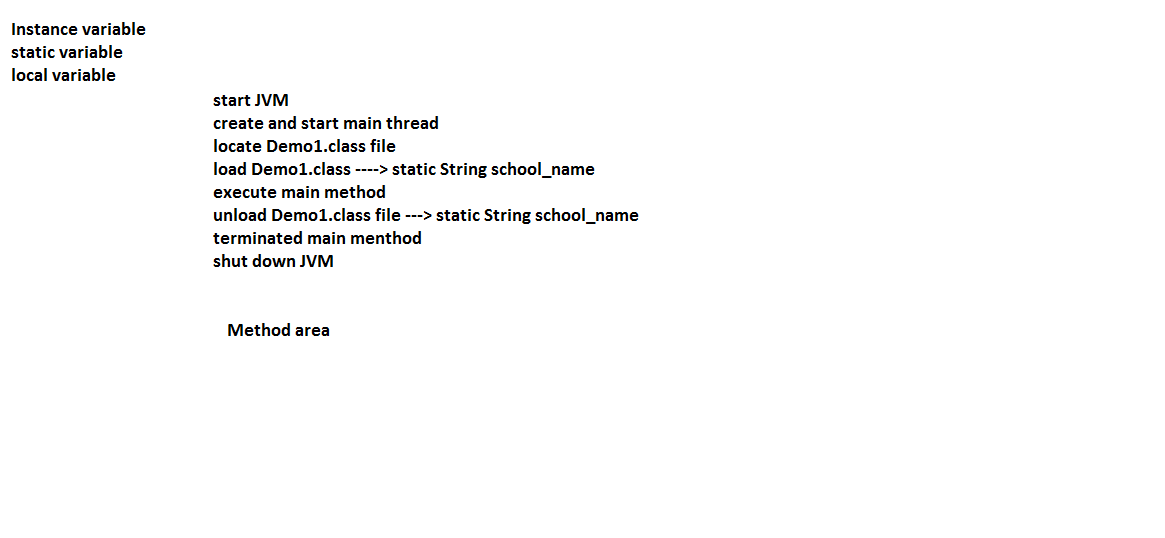 Instance variable
static variable
local variable
start JVM
create and start main thread
locate Demo1.class file
load Demo1.class ----> static String school_name
execute main method
unload Demo1.class file ---> static String school_name
terminated main menthod
shut down JVM
Method area